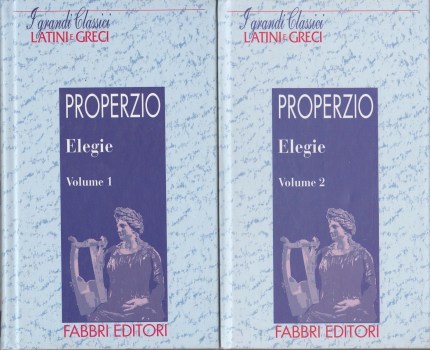 I grandi Classici
LATINI E GRECI
PROPERZIO
Elegie
Volume 1
FABBRI EDITORI
I grandi Classici
LATINI E GRECI
PROPERZIO
Elegie
Volume 2
FABBRI EDITORI